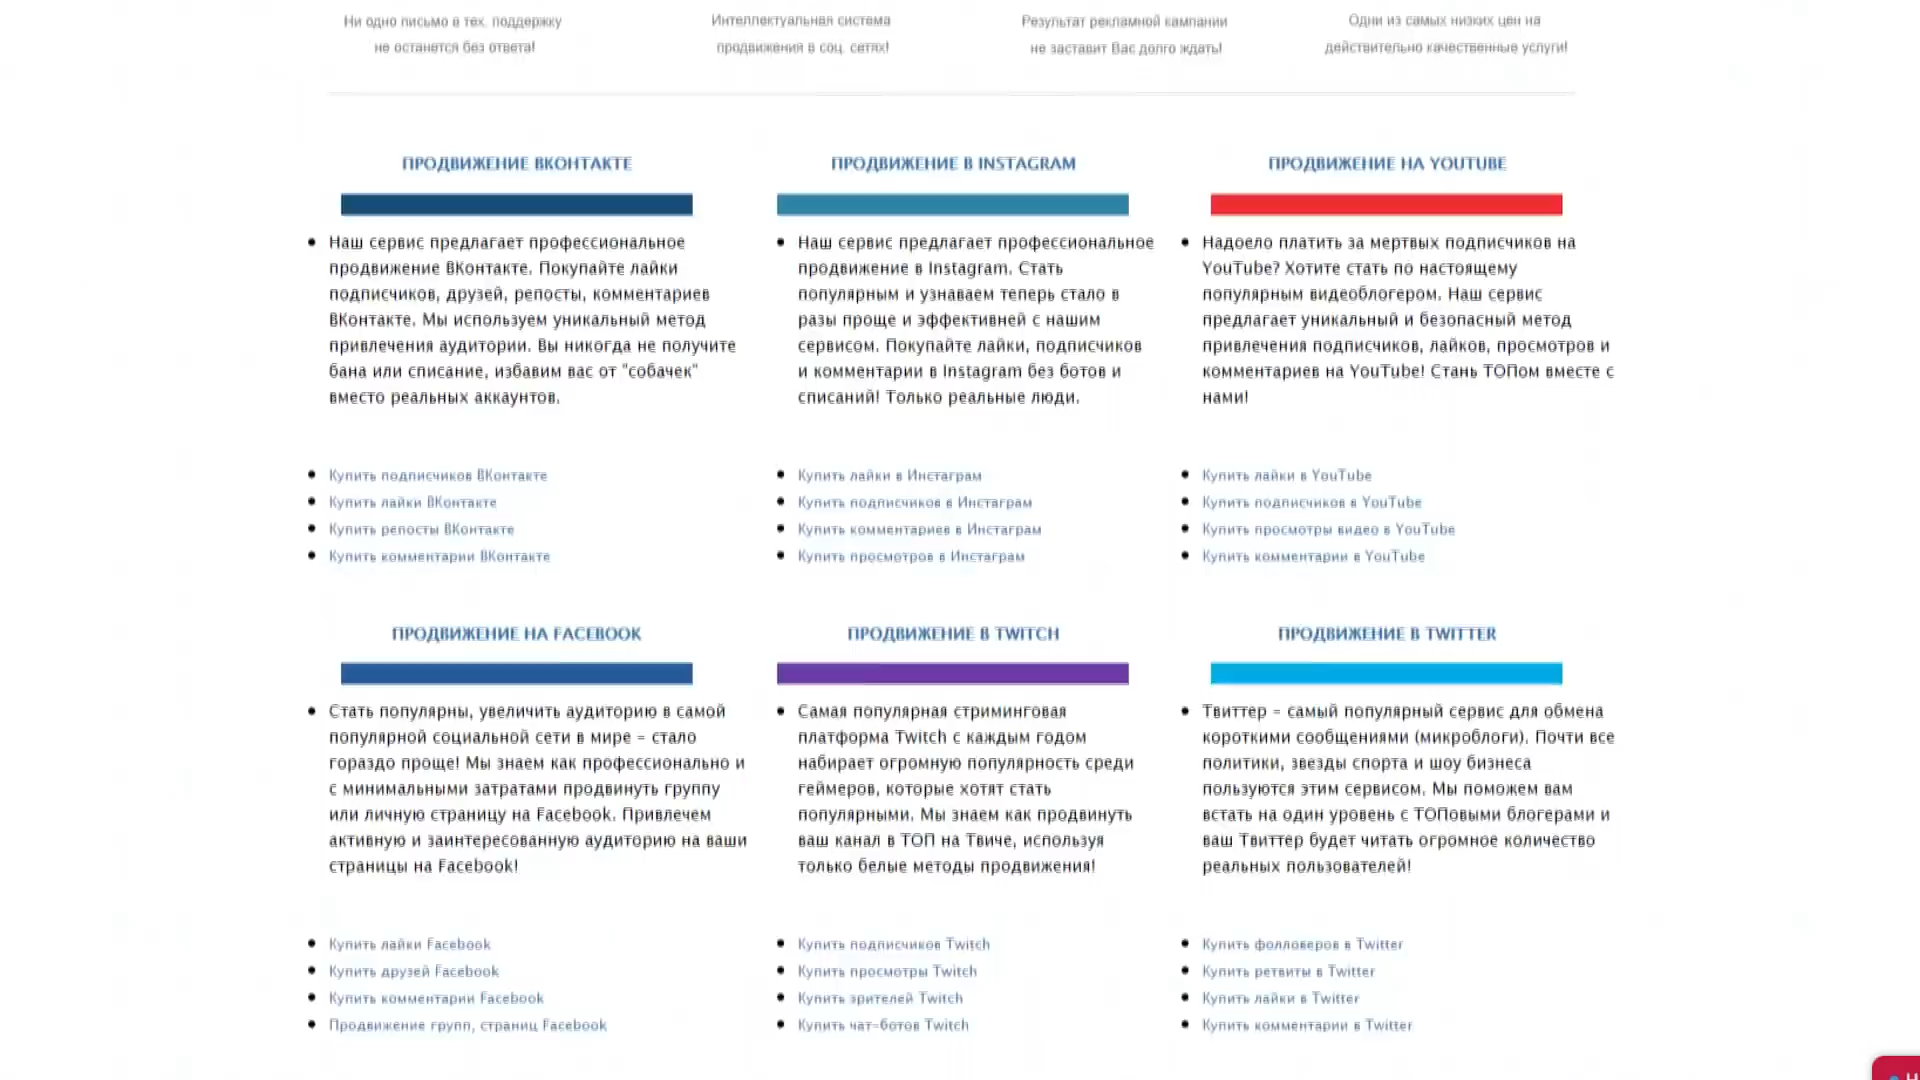 Ни одно письмо в тех. поддержку
не останется без ответа!
Интеллектуальная система
продвижения в соц. сетях!
Результат рекламной кампании
не заставит Вас долго ждать!
Одни из самых низких цен на
действительно качественные услуги!
ПРОДВИЖЕНИЕ ВКОНТАКТЕ
Наш сервис предлагает профессиональное
продвижение ВКонтакте. Покупайте лайки
подписчиков, друзей, репосты, комментариев
ВКонтакте. Мы используем уникальный метод
привлечения аудитории. Вы никогда не получите
бана или списание, избавим вас от "собачек"
вместо реальных аккаунтов.
Купить подписчиков ВКонтакте
Купить лайки ВКонтакте
Купить репосты ВКонтакте
Купить комментарии ВКонтакте
ПРОДВИЖЕНИЕ В INSTAGRAM
Наш сервис предлагает профессиональное
продвижение в Instagram. Стать
популярным и узнаваем теперь стало в
разы проще и эффективней с нашим
сервисом. Покупайте лайки, подписчиков
и комментарии в Instagram без ботов и
списаний! Только реальные люди.
Купить лайки в Инстаграм
Купить подписчиков в Инстаграм
Купить комментариев в Инстаграм
Купить просмотров в Инстаграм
ПРОДВИЖЕНИЕ НА YOUTUBE
Надоело платить за мертвых подписчиков на
YouTube? Хотите стать по настоящему
популярным видеоблогером. Наш сервис
предлагает уникальный и безопасный метод
привлечения подписчиков, лайков, просмотров и
комментариев на YouTube! Стань ТОПом вместе с
нами!
Купить лайки в YouTube
Купить подписчиков в YouTube
Купить просмотры видео в YouTube
Купить комментарии в YouTube
ПРОДВИЖЕНИЕ НА FACEBOOK
Стать популярны, увеличить аудиторию в самой
популярной социальной сети в мире - стало
гораздо проще! Мы знаем как профессионально и
с минимальными затратами продвинуть группу
или личную страницу на Facebook. Привлечем
активную и заинтересованную аудиторию на ваши
страницы на Facebook!
Купить лайки Facebook
Купить друзей Facebook
Купить комментарии Facebook
Продвижение групп, страниц Facebook
ПРОДВИЖЕНИЕ В TWITCH
Самая популярная стриминговая
платформа Twitch с каждым годом
набирает огромную популярность среди
геймеров, которые хотят стать
популярными. Мы знаем как продвинуть
ваш канал в ТОП на Твиче, используя
только белые методы продвижения!
Купить подписчиков Twitch
Купить просмотры Twitch
Купить зрителей Twitch
Купить чат-ботов Twitch
ПРОДВИЖЕНИЕ В TWITTER
Твиттер - самый популярный сервис для обмена
короткими сообщениями (микроблоги). Почти все
политики, звезды спорта и шоу бизнеса
пользуются этим сервисом. Мы поможем вам
встать на один уровень с ТОПовыми блогерами и
ваш Твиттер будет читать огромное количество
реальных пользователей!
Купить фолловеров в Twitter
Купить ретвиты в Twitter
Купить лайки в Twitter
Купить комментарии в Twitter